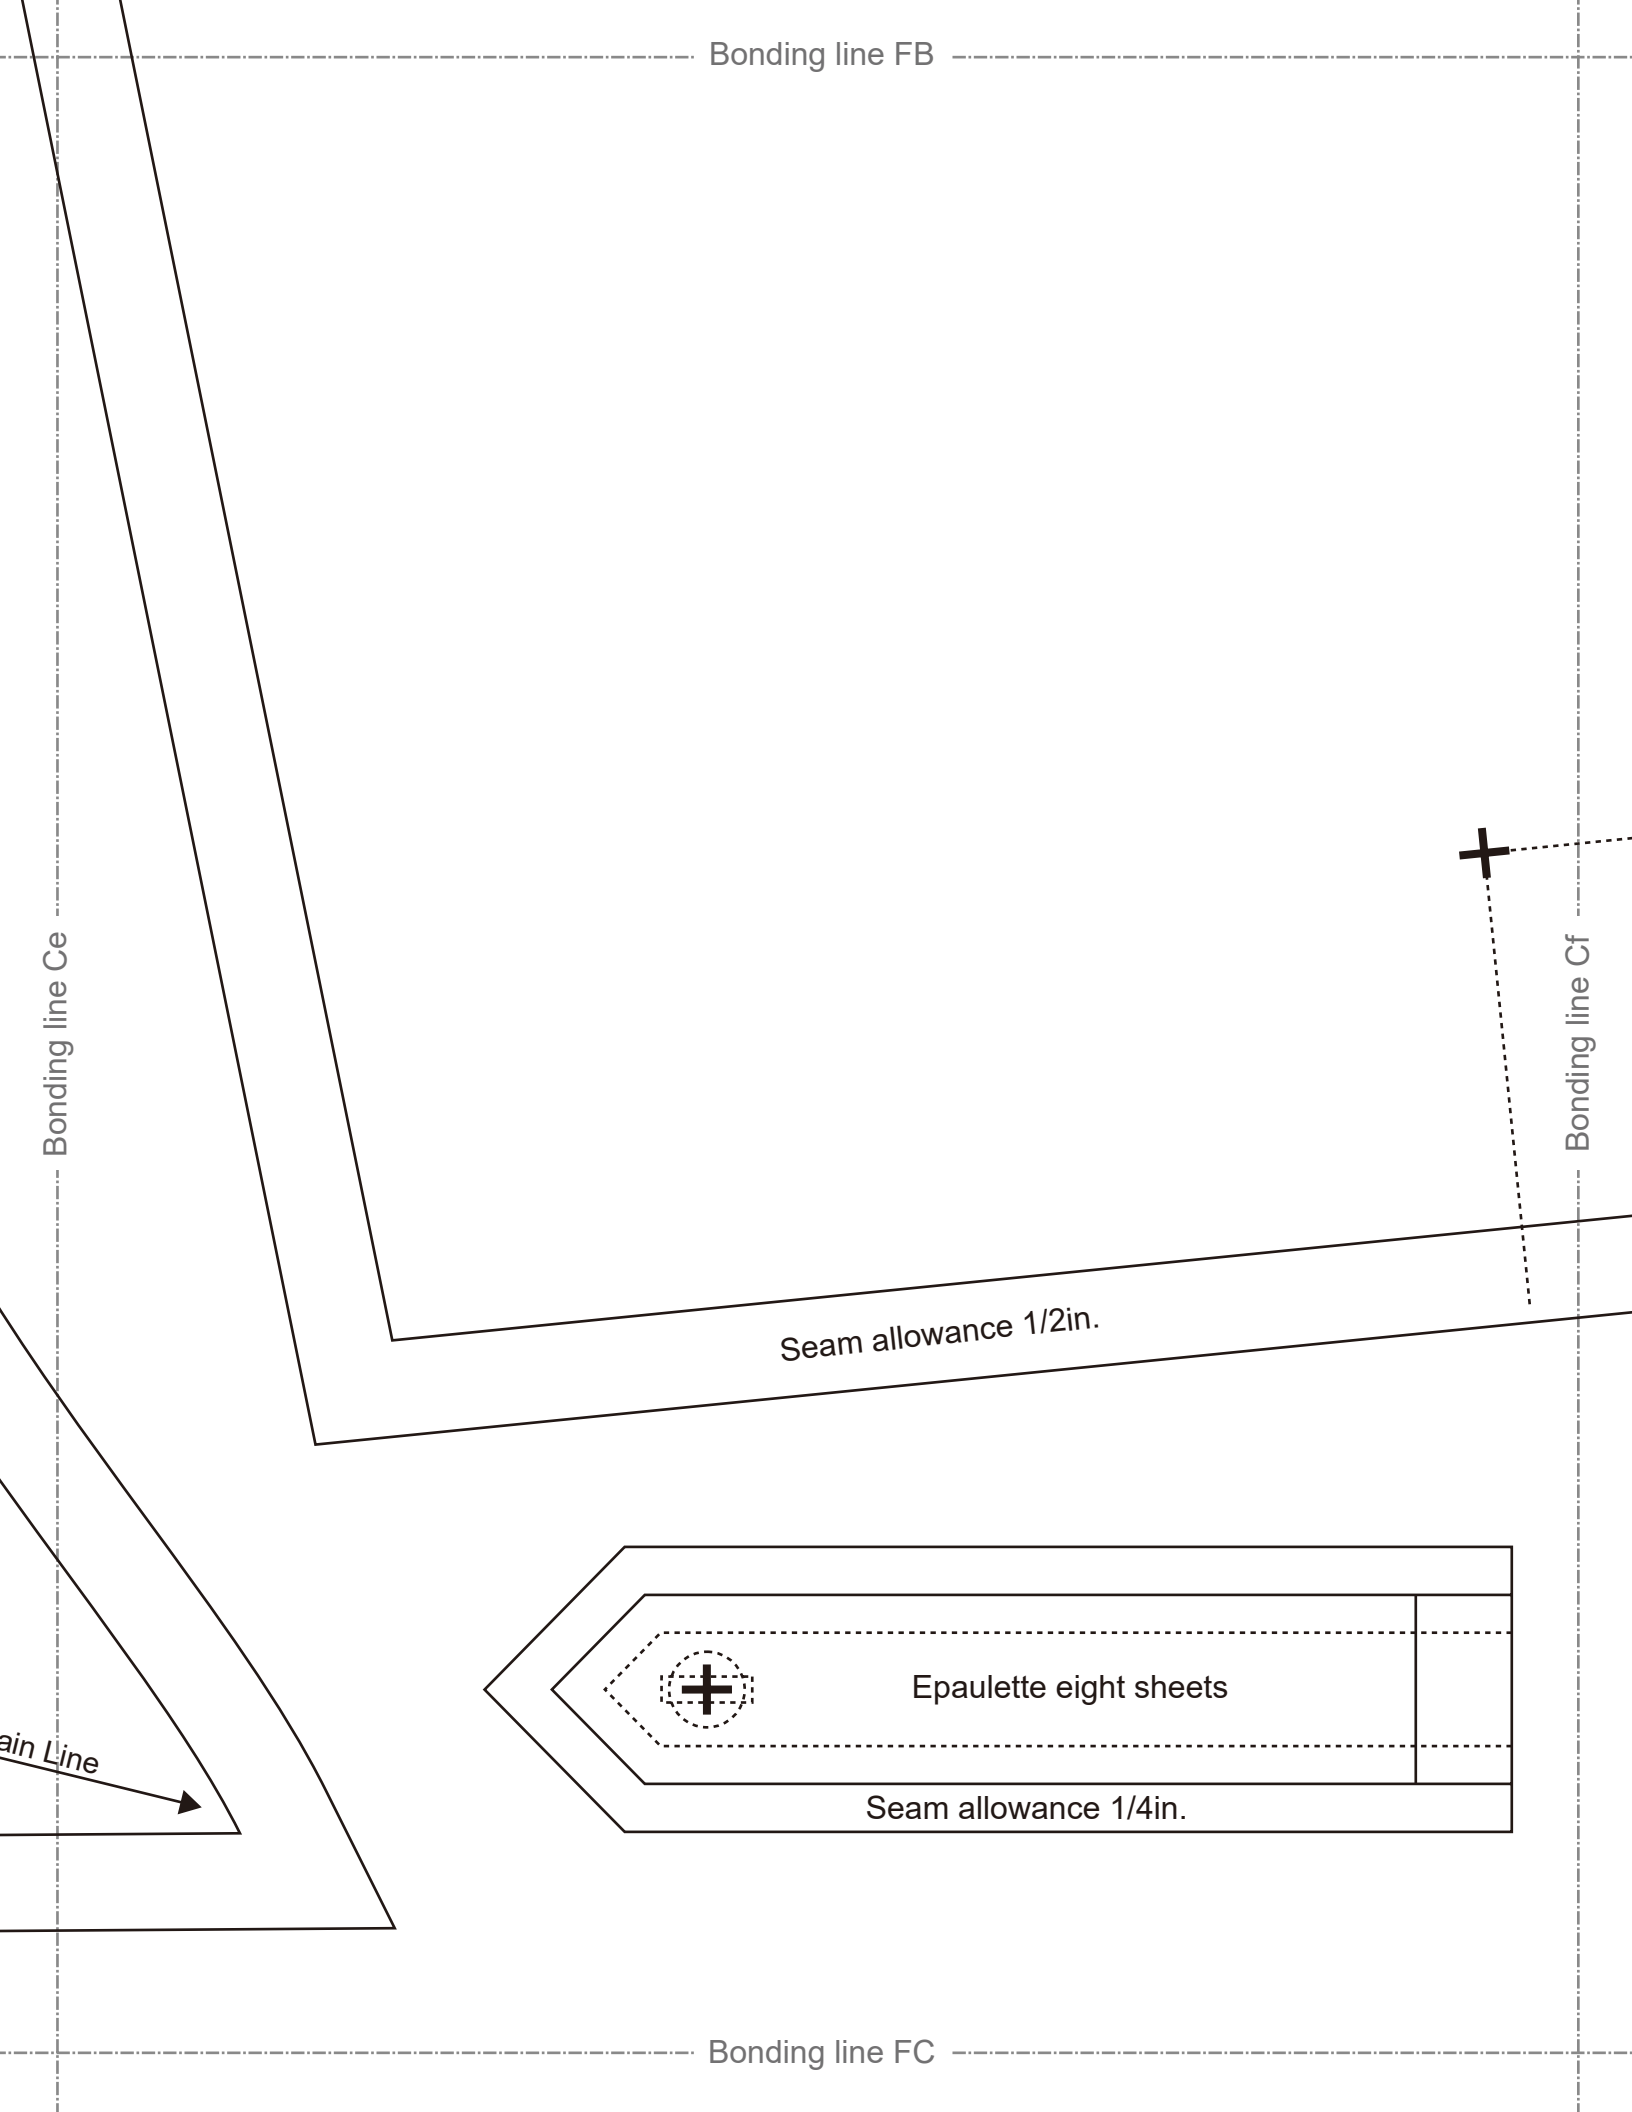 Bonding line FB
Bonding line Ce
Bonding line Cf
Seam allowance 1/2in.
Epaulette eight sheets
ain Line
Seam allowance 1/4in.
Bonding line FC